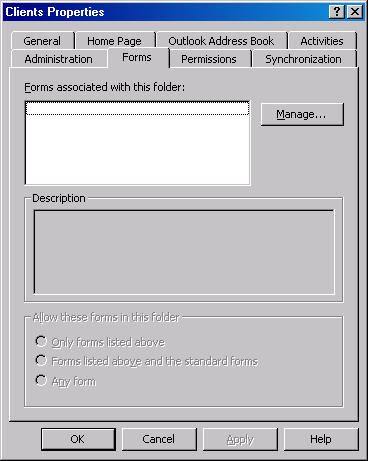 Clients Properties
General Home Page Outlook Address Book Activities
Administration Forms Permissions Synchronization
Forms associated with this folder:
Manage...
Description
Allow these forms in this folder
Only forms listed above
Forms listed above and the standard forms
Any form
OK Cancel Apply Help